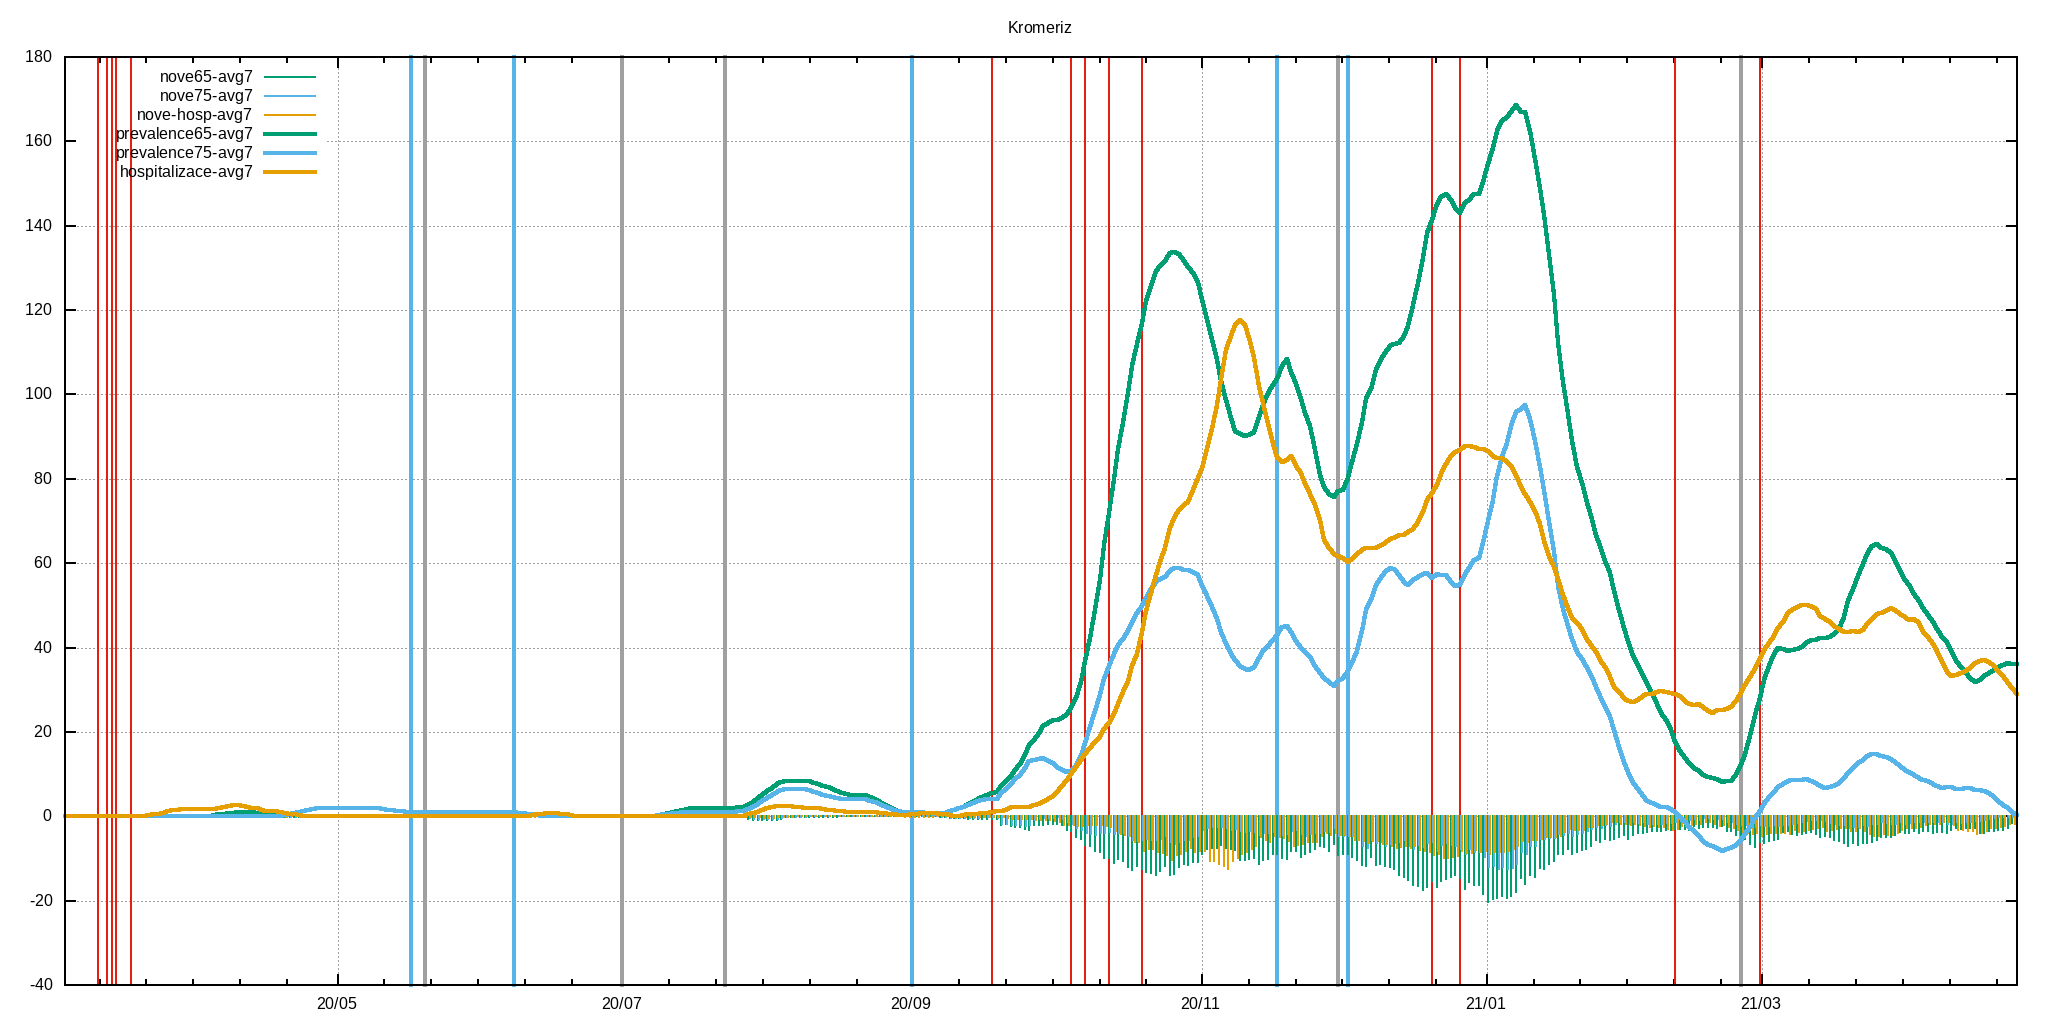 Kromeriz
180
160
140
120
100
80
60
40
20
0
-20
-40
nove65-avg7
nove75-avg7
nove-hosp-avg7
prevalence65-avg7
prevalence75-avg7
hospitalizace-avg7
20/05 20/07 20/09 20/11 21/01 21/03